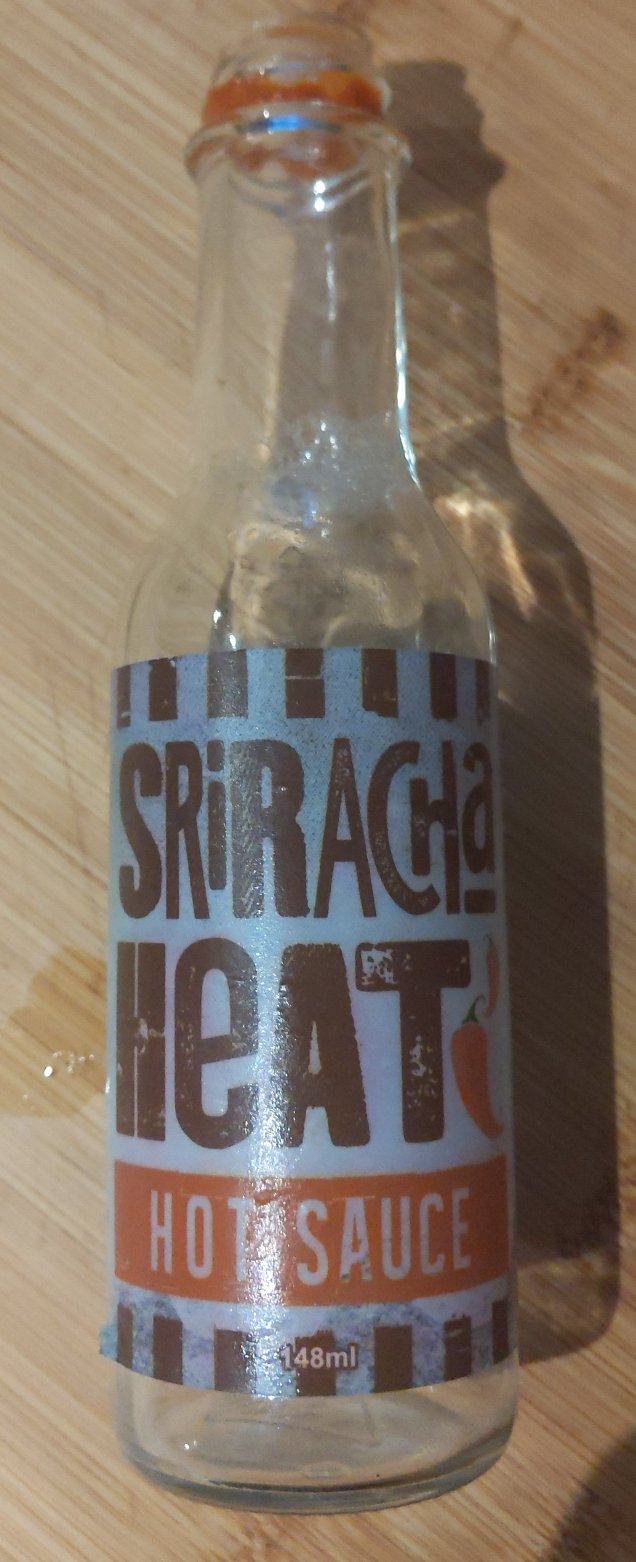 SRiRACHa
HeAT
HOT SAUCE
148ml